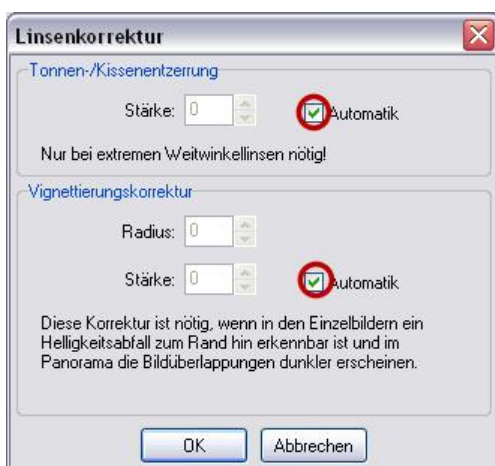 Linsenkorrektur
Tonnen-/Kissenentzerrung
Stärke: 0 Automatik
Nur bei extremen Weitwinkellinsen nötig!
Vignettierungskorrektur
Radius: 0
Stärke: 0 Automatik
Diese Korrektur ist nötig, wenn in den Einzelbildern ein
Helligkeitsabfall zum Rand hin erkennbar ist und im
Panorama die Bildüberlappungen dunkler erscheinen.
OK Abbrechen